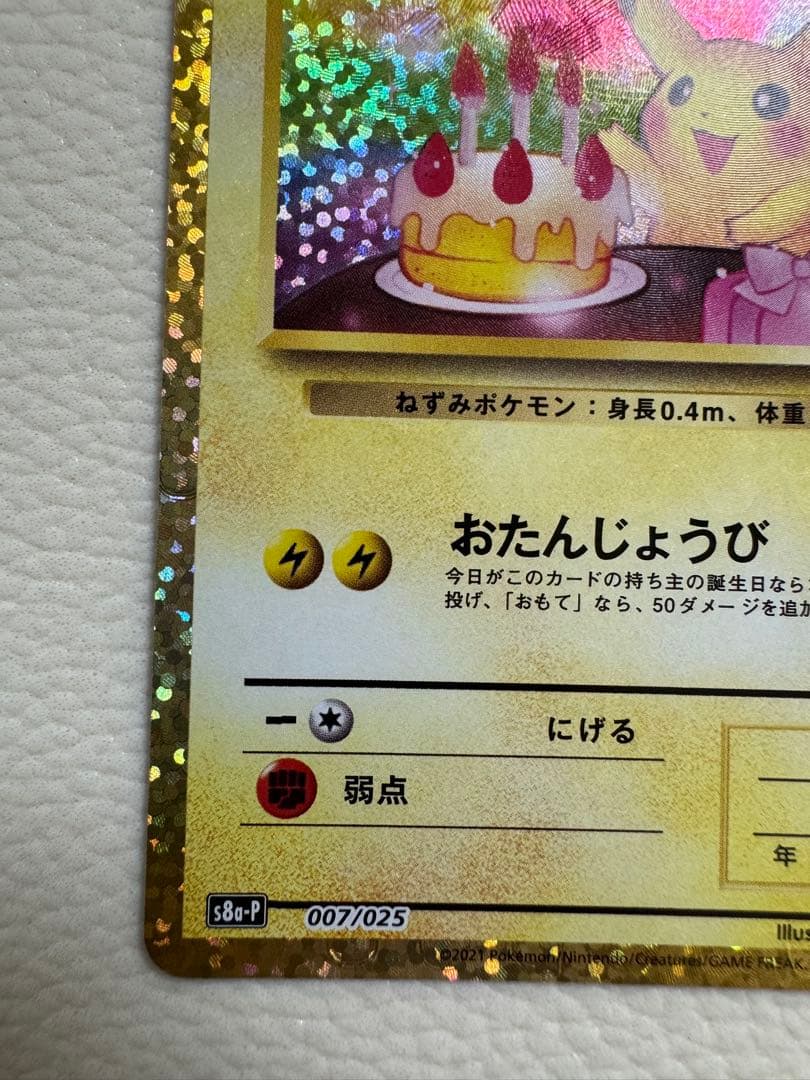 ねずみポケモン：身長0.4m、体重
おたんじょうび
今日がこのカードの持ち主の誕生日なら
投げ、「おもて」なら、50ダメージを追加
ー
にげる
弱点
年
s8a-P 007/025
Illus
©2021 Pokémon/Nintendo/Creatures/GAME FREAK.